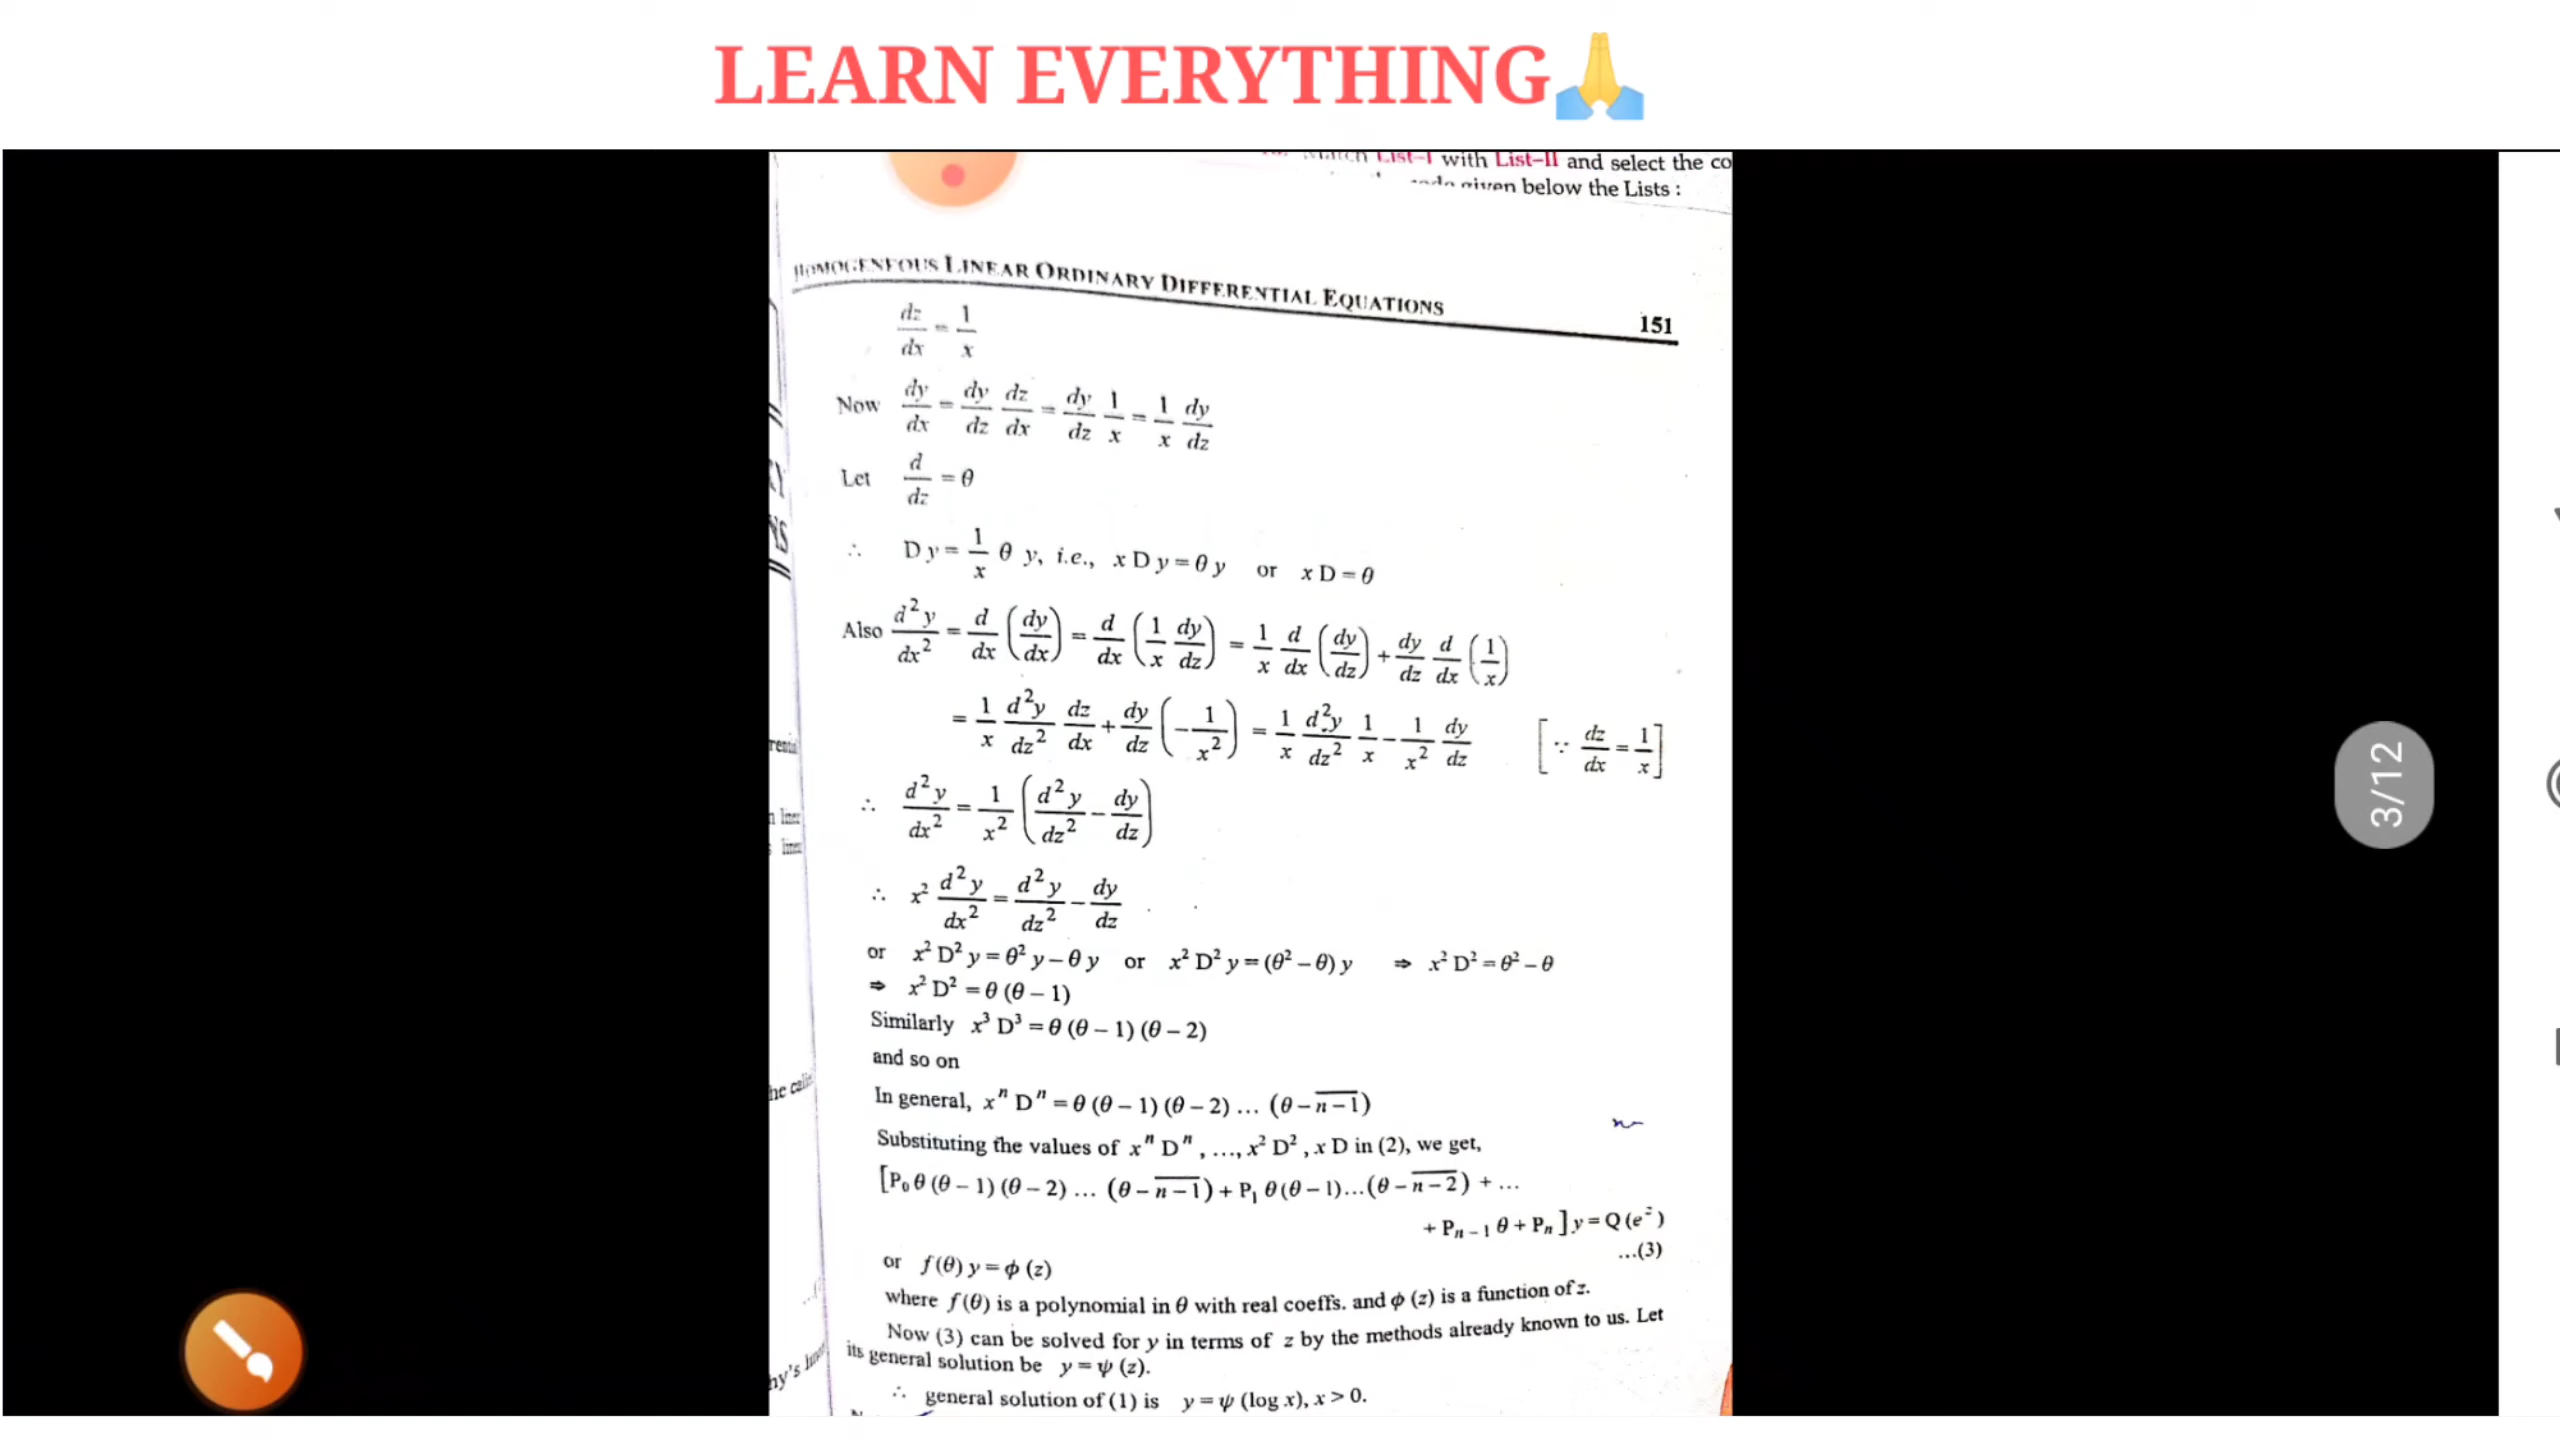 LEARN EVERYTHING🙏
List-I with List-II and select the co
given below the Lists :
HOMOGENEOUS LINEAR ORDINARY DIFFERENTIAL EQUATIONS
151
dz/dx = 1/x
Now dy/dx = dy/dz dz/dx = dy/dz 1/x = 1/x dy/dz
Let d/dz = θ
∴ D y = 1/x θ y, i.e., x D y = θ y or x D = θ
Also d²y/dx² = d/dx (dy/dx) = d/dx (1/x dy/dz) = 1/x d/dx (dy/dz) + dy/dz d/dx (1/x)
= 1/x d²y/dz² dz/dx + dy/dz (− 1/x²) = 1/x d²y/dz² 1/x − 1/x² dy/dz [∵ dz/dx = 1/x]
∴ d²y/dx² = 1/x² (d²y/dz² − dy/dz)
∴ x² d²y/dx² = d²y/dz² − dy/dz
or x² D² y = θ² y − θ y or x² D² y = (θ² − θ) y ⇒ x² D² = θ² − θ
⇒ x² D² = θ (θ − 1)
Similarly x³ D³ = θ (θ − 1) (θ − 2)
and so on
In general, xⁿ Dⁿ = θ (θ − 1) (θ − 2) ... (θ − n̅ ̅−̅ ̅1̅)
Substituting the values of xⁿ Dⁿ , ..., x² D² , x D in (2), we get,
[P₀ θ (θ − 1) (θ − 2) ... (θ − n̅ ̅−̅ ̅1̅) + P₁ θ (θ − 1)...(θ − n̅ ̅−̅ ̅2̅) + ...
+ Pₙ₋₁ θ + Pₙ ] y = Q (e^z)
...(3)
or f (θ) y = ϕ (z)
where f (θ) is a polynomial in θ with real coeffs. and ϕ (z) is a function of z.
Now (3) can be solved for y in terms of z by the methods already known to us. Let
its general solution be y = ψ (z).
∴ general solution of (1) is y = ψ (log x), x > 0.
3/12